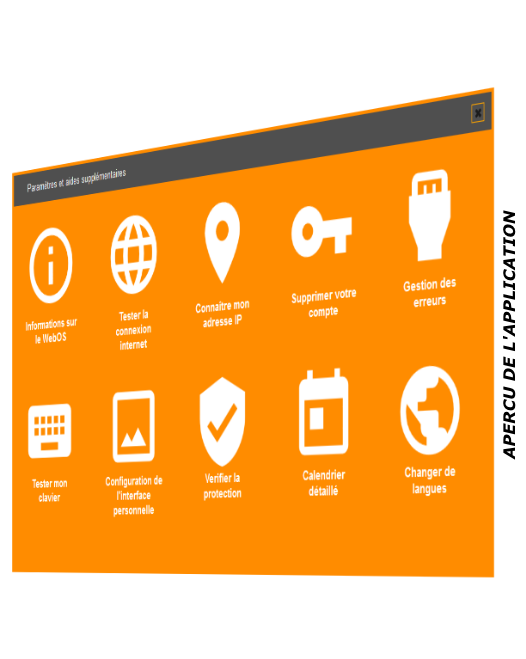 Paramètres et aides supplémentaires
x
Informations sur
le WebOS
Tester la
connexion
internet
Connaitre mon
adresse IP
Supprimer votre
compte
Gestion des
erreurs
Tester mon
clavier
Configuration de
l'interface
personnelle
Verifier la
protection
Calendrier
détaillé
Changer de
langues
APERCU DE L'APPLICATION